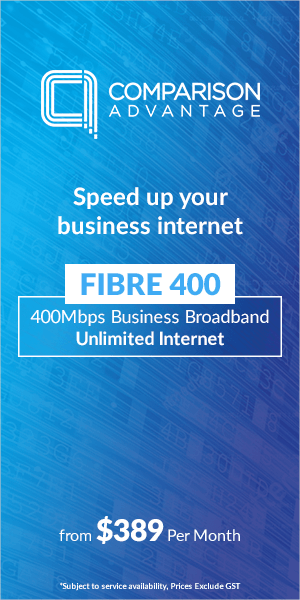 COMPARISON
ADVANTAGE
Speed up your
business internet
FIBRE 400
400Mbps Business Broadband
Unlimited Internet
from $389 Per Month
*Subject to service availability, Prices Exclude GST